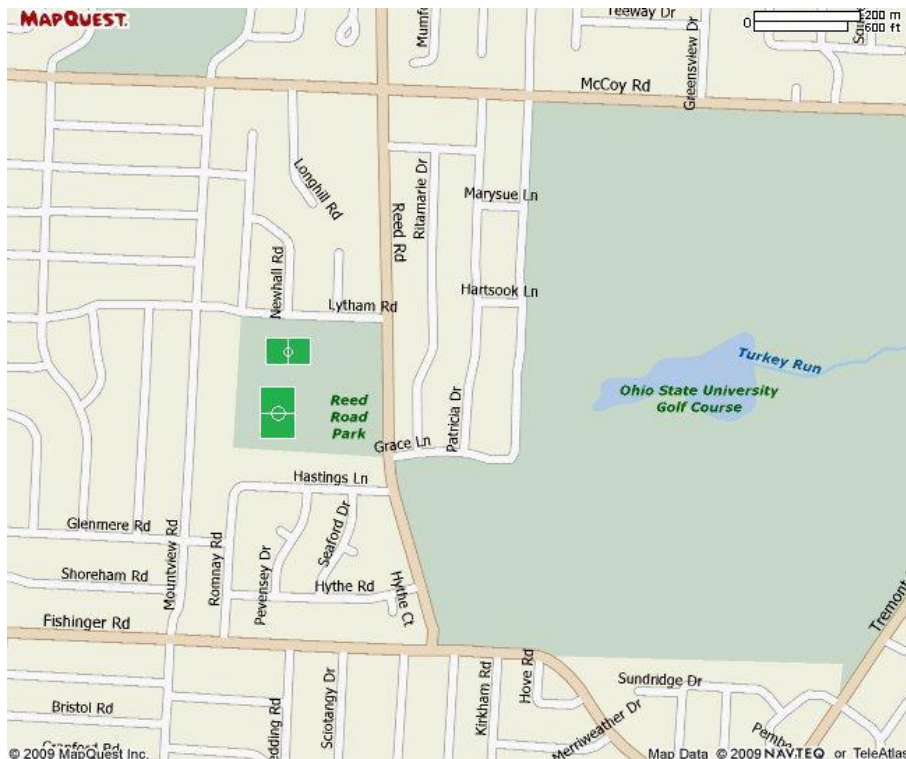 MAPQUEST.
Teeway Dr
0
200 m
600 ft
Greensview Dr
McCoy Rd
Longhill Rd
Ritamarie Dr
Marysue Ln
Reed Rd
Newhall Rd
Hartsook Ln
Lytham Rd
Turkey Run
Ohio State University
Golf Course
Reed
Road
Park
Patricia Dr
Grace Ln
Hastings Ln
Glenmere Rd
Mountview Rd
Romnay Rd
Pevensey Dr
Seaford Dr
Shoreham Rd
Hythe Rd
Hythe Ct
Fishinger Rd
Tremont
Sundridge Dr
Hove Rd
Kirkham Rd
Sciotangy Dr
Bristol Rd
Merriweather Dr
© 2009 MapQuest Inc.
Map Data © 2009 NAVTEQ or TeleAtlas